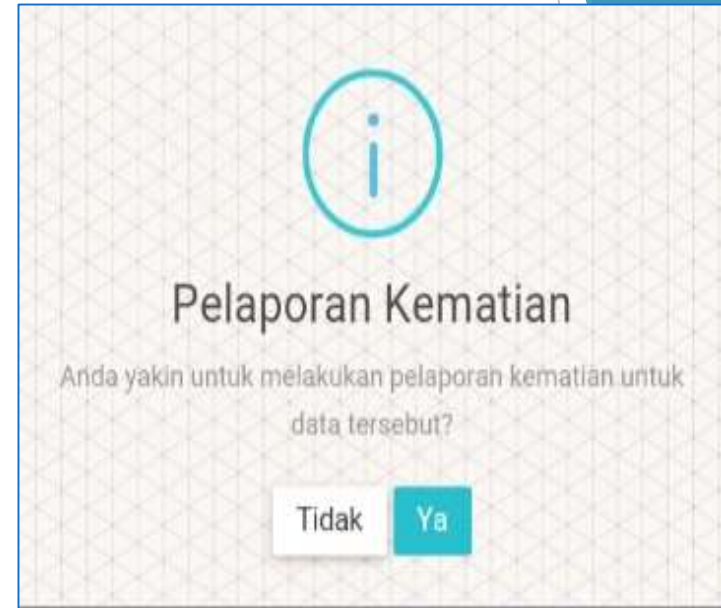 Pelaporan Kematian
Anda yakin untuk melakukan pelaporan kematian untuk
data tersebut?
Tidak Ya